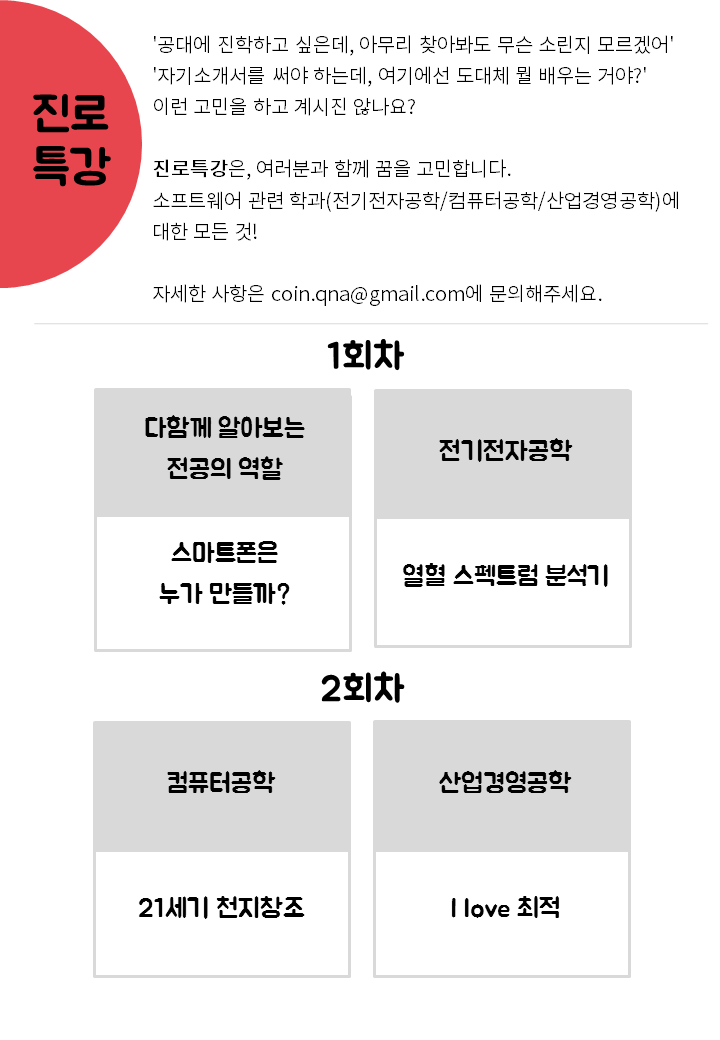 진로
특강
'공대에 진학하고 싶은데, 아무리 찾아봐도 무슨 소린지 모르겠어'
'자기소개서를 써야 하는데, 여기에선 도대체 뭘 배우는 거야?'
이런 고민을 하고 계시진 않나요?
진로특강은, 여러분과 함께 꿈을 고민합니다.
소프트웨어 관련 학과(전기전자공학/컴퓨터공학/산업경영공학)에
대한 모든 것!
자세한 사항은 coin.qna@gmail.com에 문의해주세요.
1회차
다함께 알아보는
전공의 역할
스마트폰은
누가 만들까?
전기전자공학
열혈 스펙트럼 분석기
2회차
컴퓨터공학
21세기 천지창조
산업경영공학
I love 최적